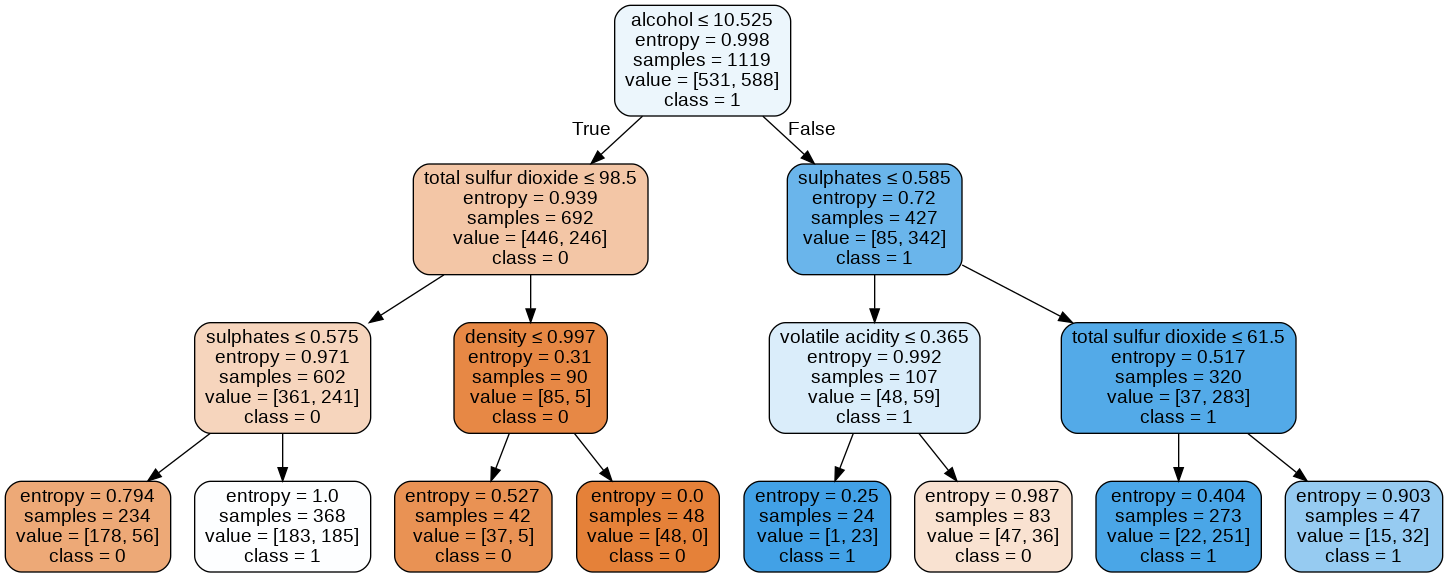 alcohol ≤ 10.525
entropy = 0.998
samples = 1119
value = [531, 588]
class = 1
True
False
total sulfur dioxide ≤ 98.5
entropy = 0.939
samples = 692
value = [446, 246]
class = 0
sulphates ≤ 0.585
entropy = 0.72
samples = 427
value = [85, 342]
class = 1
sulphates ≤ 0.575
entropy = 0.971
samples = 602
value = [361, 241]
class = 0
density ≤ 0.997
entropy = 0.31
samples = 90
value = [85, 5]
class = 0
volatile acidity ≤ 0.365
entropy = 0.992
samples = 107
value = [48, 59]
class = 1
total sulfur dioxide ≤ 61.5
entropy = 0.517
samples = 320
value = [37, 283]
class = 1
entropy = 0.794
samples = 234
value = [178, 56]
class = 0
entropy = 1.0
samples = 368
value = [183, 185]
class = 1
entropy = 0.527
samples = 42
value = [37, 5]
class = 0
entropy = 0.0
samples = 48
value = [48, 0]
class = 0
entropy = 0.25
samples = 24
value = [1, 23]
class = 1
entropy = 0.987
samples = 83
value = [47, 36]
class = 0
entropy = 0.404
samples = 273
value = [22, 251]
class = 1
entropy = 0.903
samples = 47
value = [15, 32]
class = 1